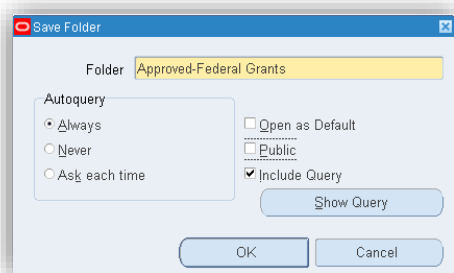 Save Folder
Folder Approved-Federal Grants
Autoquery
Always
Never
Ask each time
Open as Default
Public
Include Query
Show Query
OK Cancel